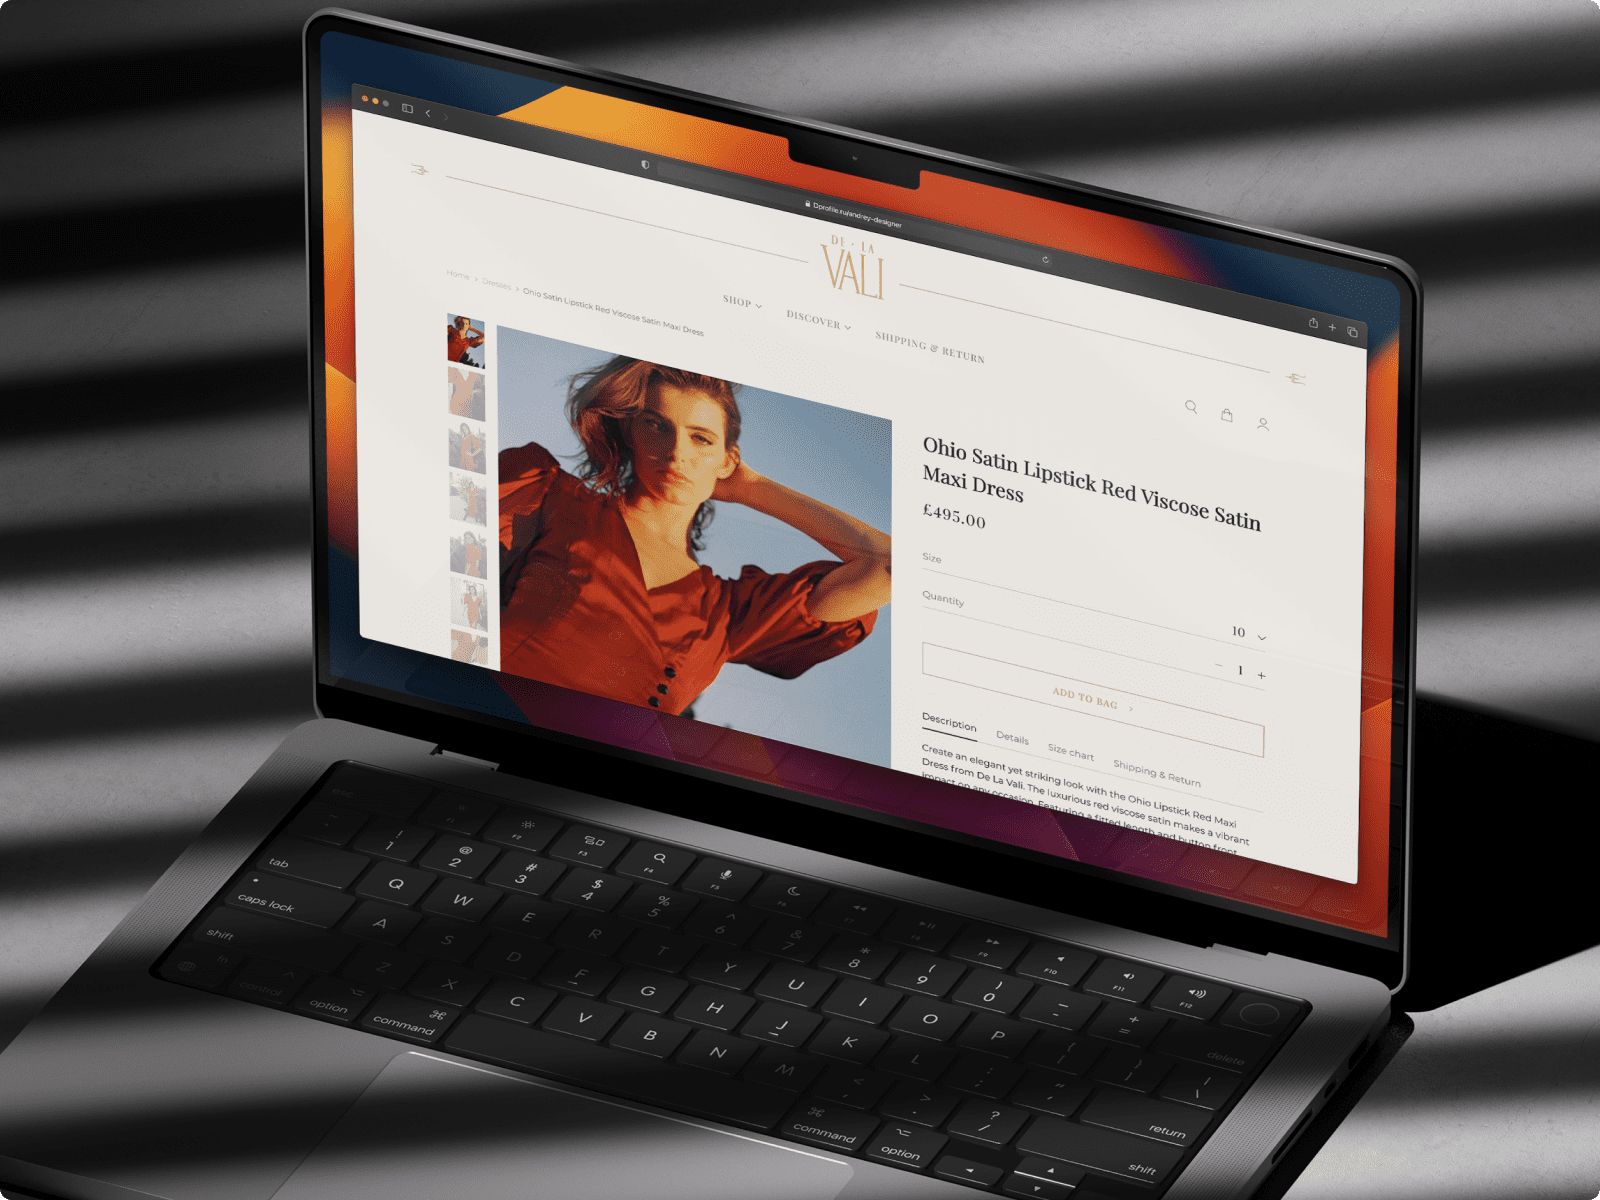 Dprofile.ru/andrey-designer
DE · LA
VALI
SHOP
DISCOVER
SHIPPING & RETURN
Home > Dresses > Ohio Satin Lipstick Red Viscose Satin Maxi Dress
Ohio Satin Lipstick Red Viscose Satin
Maxi Dress
£495.00
Size
10
Quantity
− 1 +
ADD TO BAG >
Description Details Size chart Shipping & Return
Create an elegant yet striking look with the Ohio Lipstick Red Maxi
Dress from De La Vali. The luxurious red viscose satin makes a vibrant
impact on any occasion. Featuring a fitted length and button front
esc F1 F2 F3 F4 F5 F6 F7 F8 F9 F10 F11 F12
~ ! 1 @ 2 # 3 $ 4 % 5 ^ 6 & 7 * 8 ( 9 ) 0 _ - + = delete
tab Q W E R T Y U I O P { [ } ] | \
caps lock A S D F G H J K L : ; " ' return
shift Z X C V B N M < , > . ? / shift
fn control option command command option